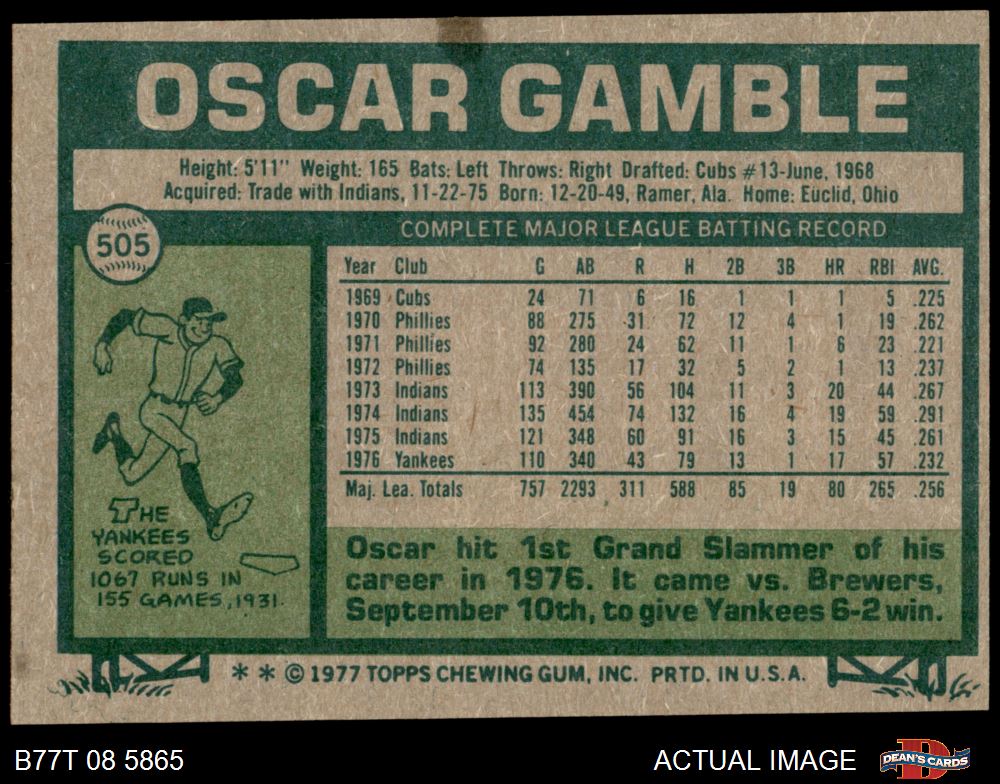 OSCAR GAMBLE
Height: 5'11" Weight: 165 Bats: Left Throws: Right Drafted: Cubs #13-June, 1968
Acquired: Trade with Indians, 11-22-75 Born: 12-20-49, Ramer, Ala. Home: Euclid, Ohio
505
COMPLETE MAJOR LEAGUE BATTING RECORD
Year Club G AB R H 2B 3B HR RBI AVG.
1969 Cubs 24 71 6 16 1 1 1 5 .225
1970 Phillies 88 275 31 72 12 4 1 19 .262
1971 Phillies 92 280 24 62 11 1 6 23 .221
1972 Phillies 74 135 17 32 5 2 1 13 .237
1973 Indians 113 390 56 104 11 3 20 44 .267
1974 Indians 135 454 74 132 16 4 19 59 .291
1975 Indians 121 348 60 91 16 3 15 45 .261
1976 Yankees 110 340 43 79 13 1 17 57 .232
Maj. Lea. Totals 757 2293 311 588 85 19 80 265 .256
THE
YANKEES
SCORED
1067 RUNS IN
155 GAMES, 1931.
Oscar hit 1st Grand Slammer of his
career in 1976. It came vs. Brewers,
September 10th, to give Yankees 6-2 win.
* * © 1977 TOPPS CHEWING GUM, INC. PRTD. IN U.S.A.
B77T 08 5865
ACTUAL IMAGE
D
DEAN'S CARDS